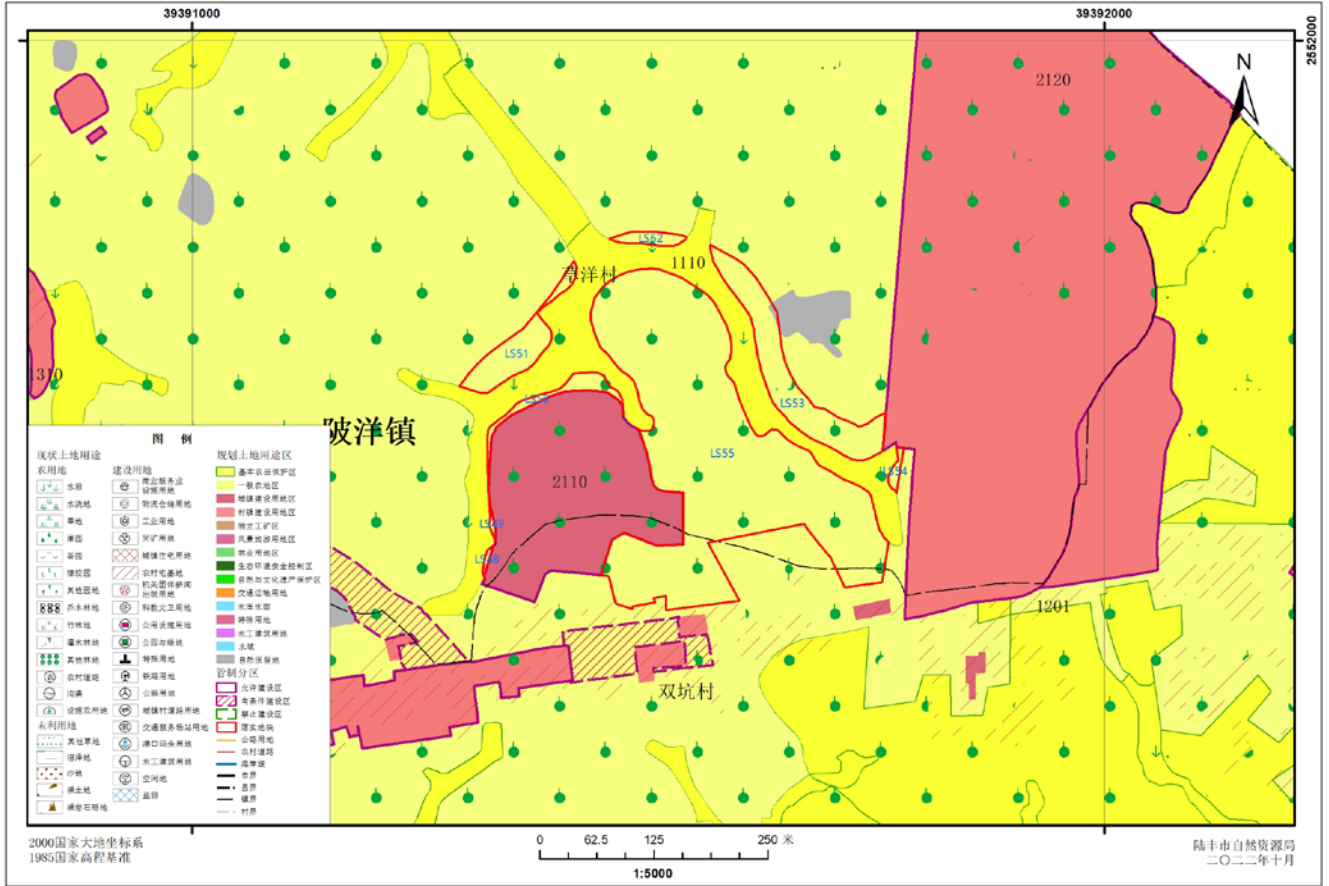 39391000
39392000
2552000
N
2120
LS62
1110
草洋村
LS51
1310
LS53
陂洋镇
LS55
LS54
2110
LS49
LS48
1201
双坑村
图 例
现状土地用途
农用地
水田
水浇地
旱地
果园
茶园
橡胶园
其他园地
乔木林地
竹林地
灌木林地
其他林地
农村道路
沟渠
设施农用地
未利用地
其他草地
沼泽地
沙地
裸土地
裸岩石砾地
建设用地
商业服务业
设施用地
物流仓储用地
工业用地
采矿用地
城镇住宅用地
农村宅基地
机关团体新闻
出版用地
科教文卫用地
公用设施用地
公园与绿地
特殊用地
铁路用地
公路用地
城镇村道路用地
交通服务场站用地
港口码头用地
水工建筑用地
空闲地
盐田
规划土地用途区
基本农田保护区
一般农地区
城镇建设用地区
村镇建设用地区
独立工矿区
风景旅游用地区
林业用地区
生态环境安全控制区
自然与文化遗产保护区
交通运输用地
水库水面
特殊用地
水工建筑用地
水域
自然保留地
管制分区
允许建设区
有条件建设区
禁止建设区
落实地块
公路用地
农村道路
海岸线
市界
县界
镇界
村界
2000国家大地坐标系
1985国家高程基准
0 62.5 125 250 米
1:5000
陆丰市自然资源局
二〇二二年十月